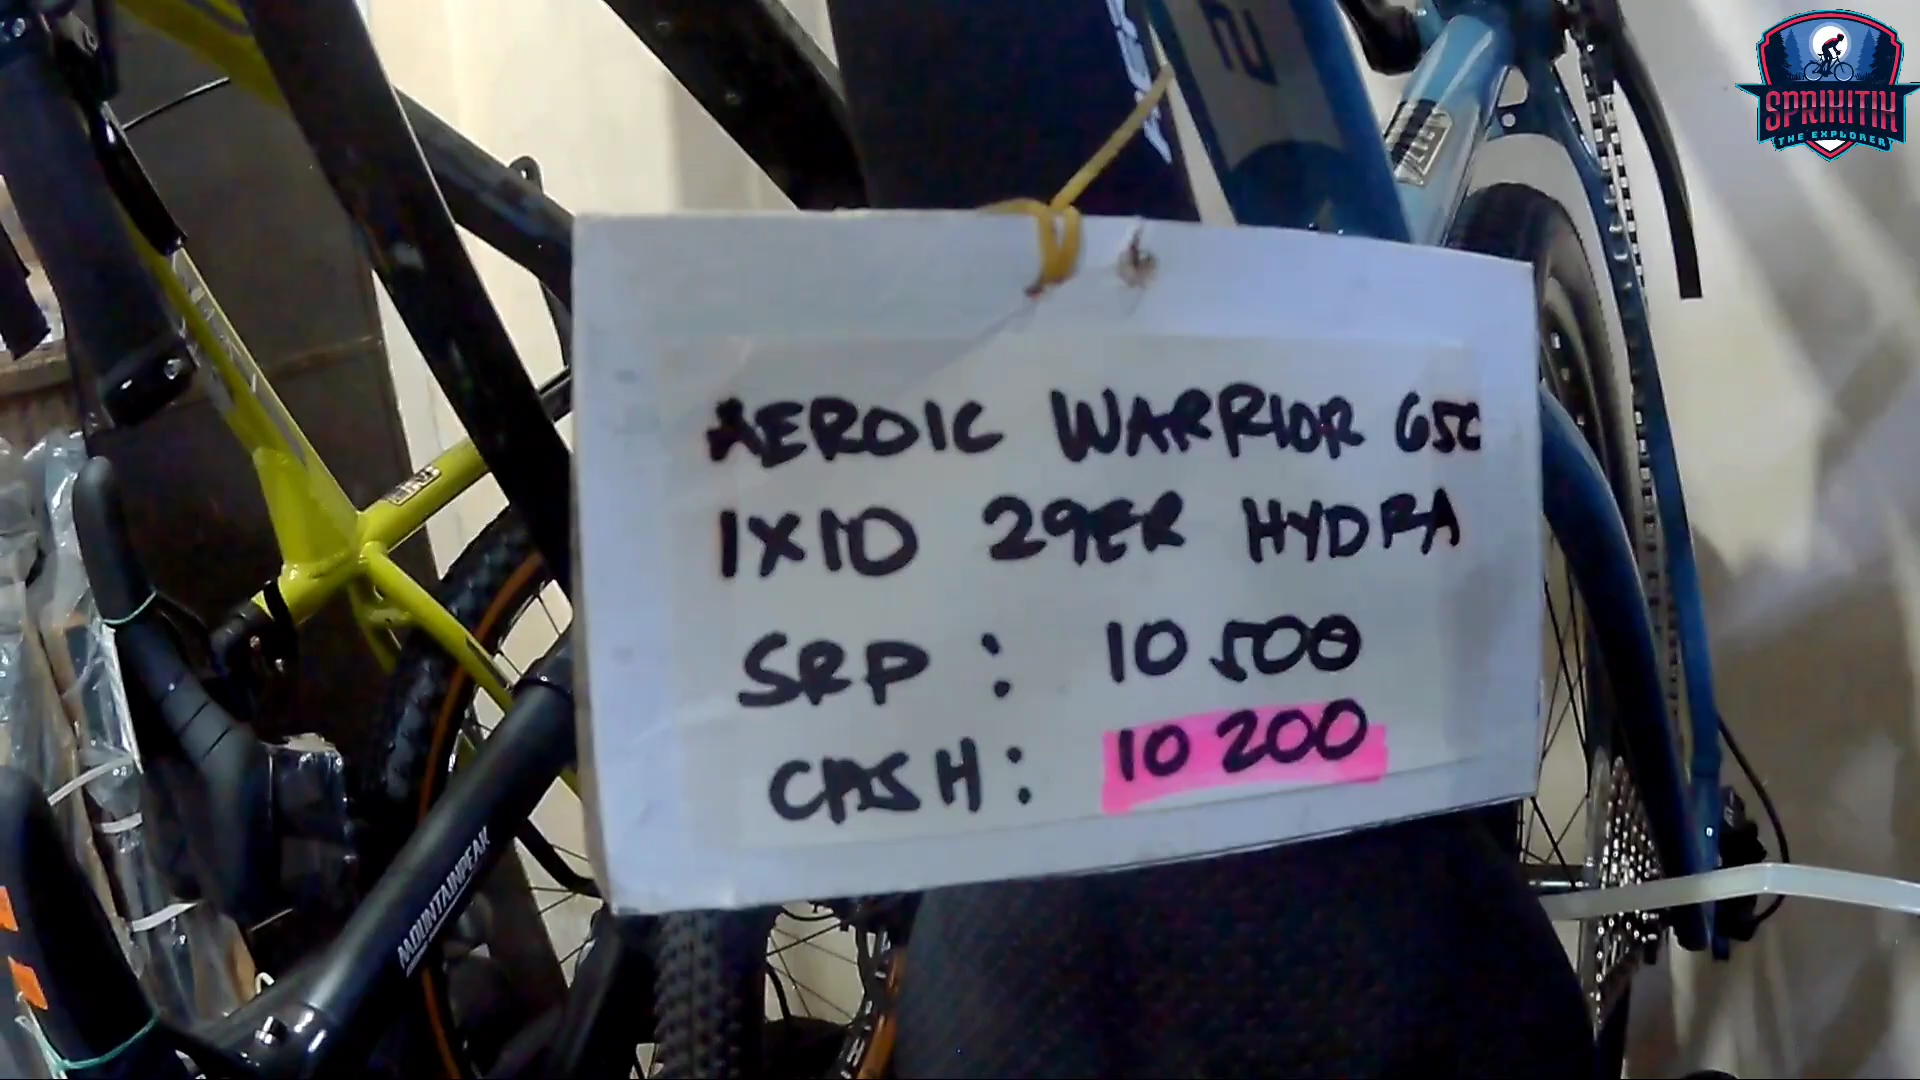 SPRIKITIK
THE EXPLORER
AEROIC WARRIOR 650
1X10 29ER HYDRA
SRP : 10 500
CASH : 10 200
MOUNTAINPEAK